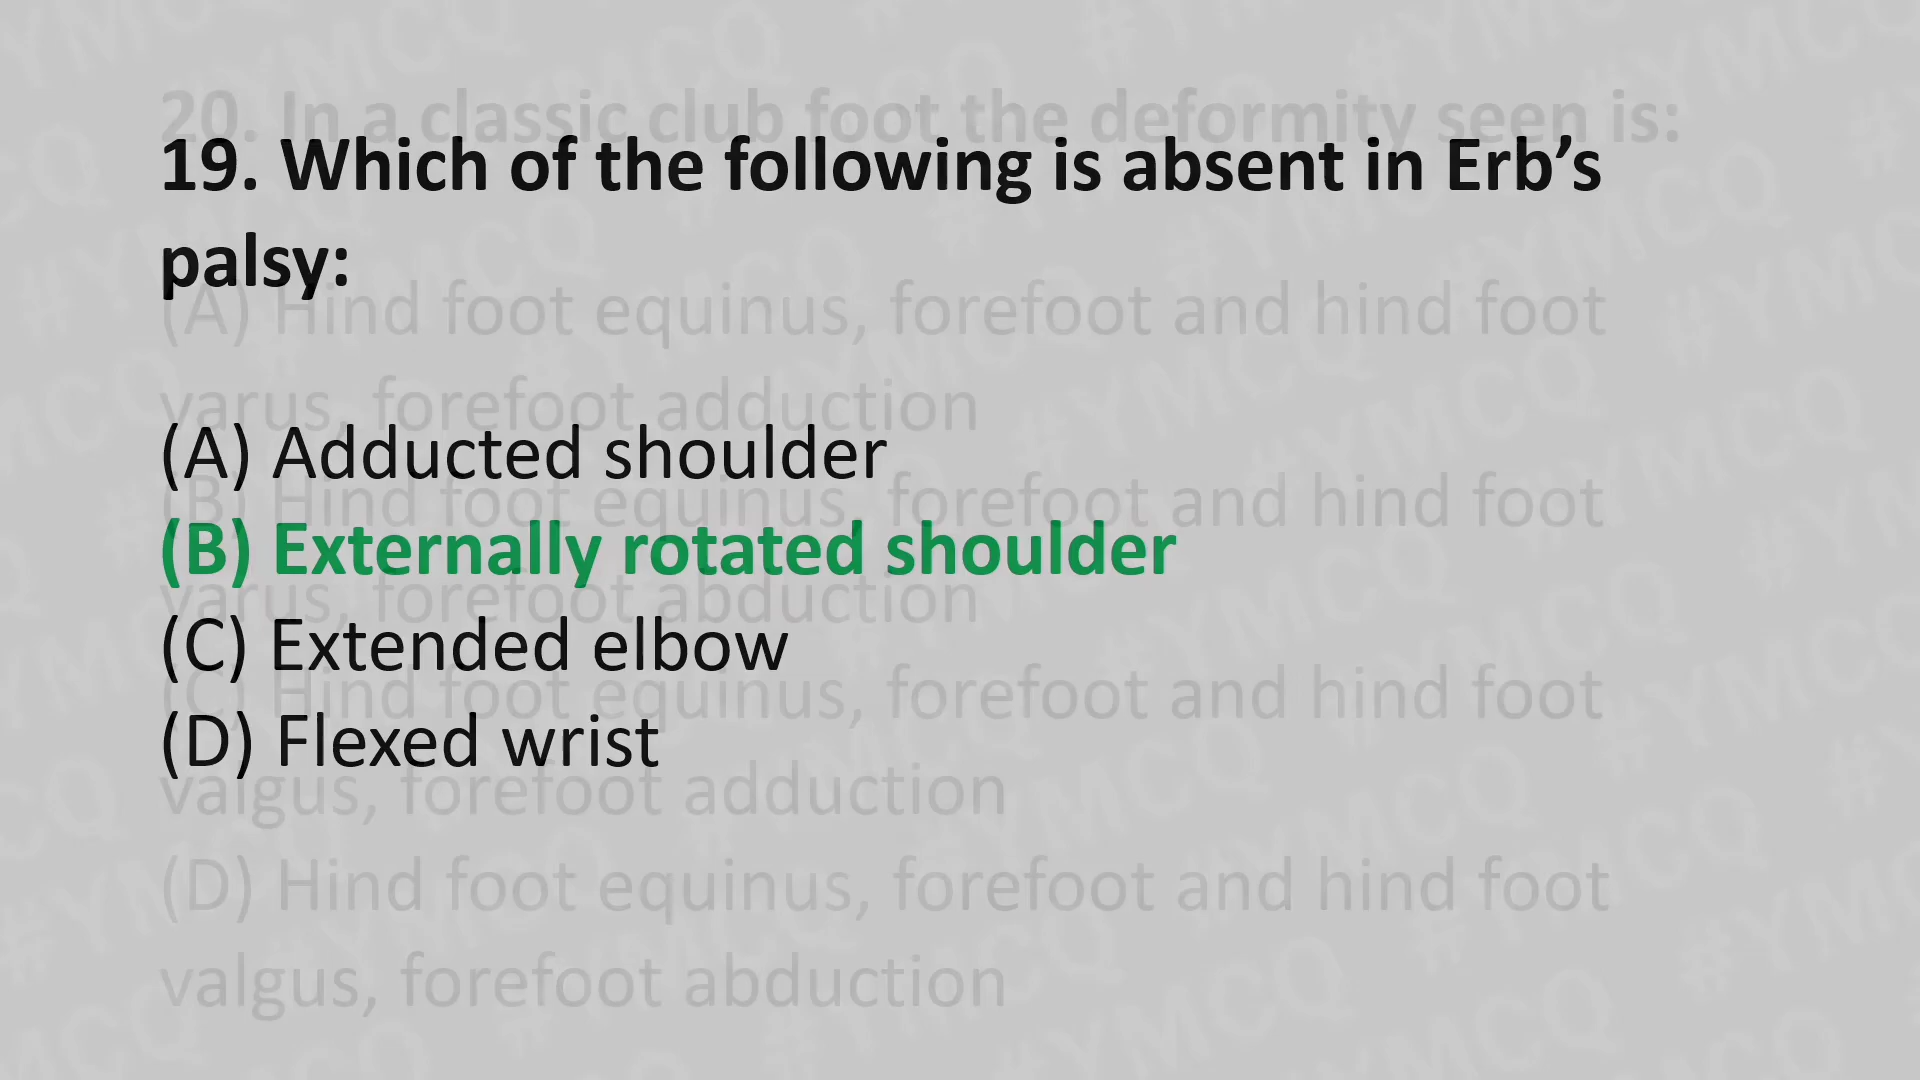 20. In a classic club foot the deformity seen is:
19. Which of the following is absent in Erb’s
palsy:
(A) Hind foot equinus, forefoot and hind foot
varus, forefoot adduction
(A) Adducted shoulder
(B) Hind foot equinus, forefoot and hind foot
(B) Externally rotated shoulder
varus, forefoot abduction
(C) Extended elbow
(C) Hind foot equinus, forefoot and hind foot
(D) Flexed wrist
valgus, forefoot adduction
(D) Hind foot equinus, forefoot and hind foot
valgus, forefoot abduction
#YMCQ